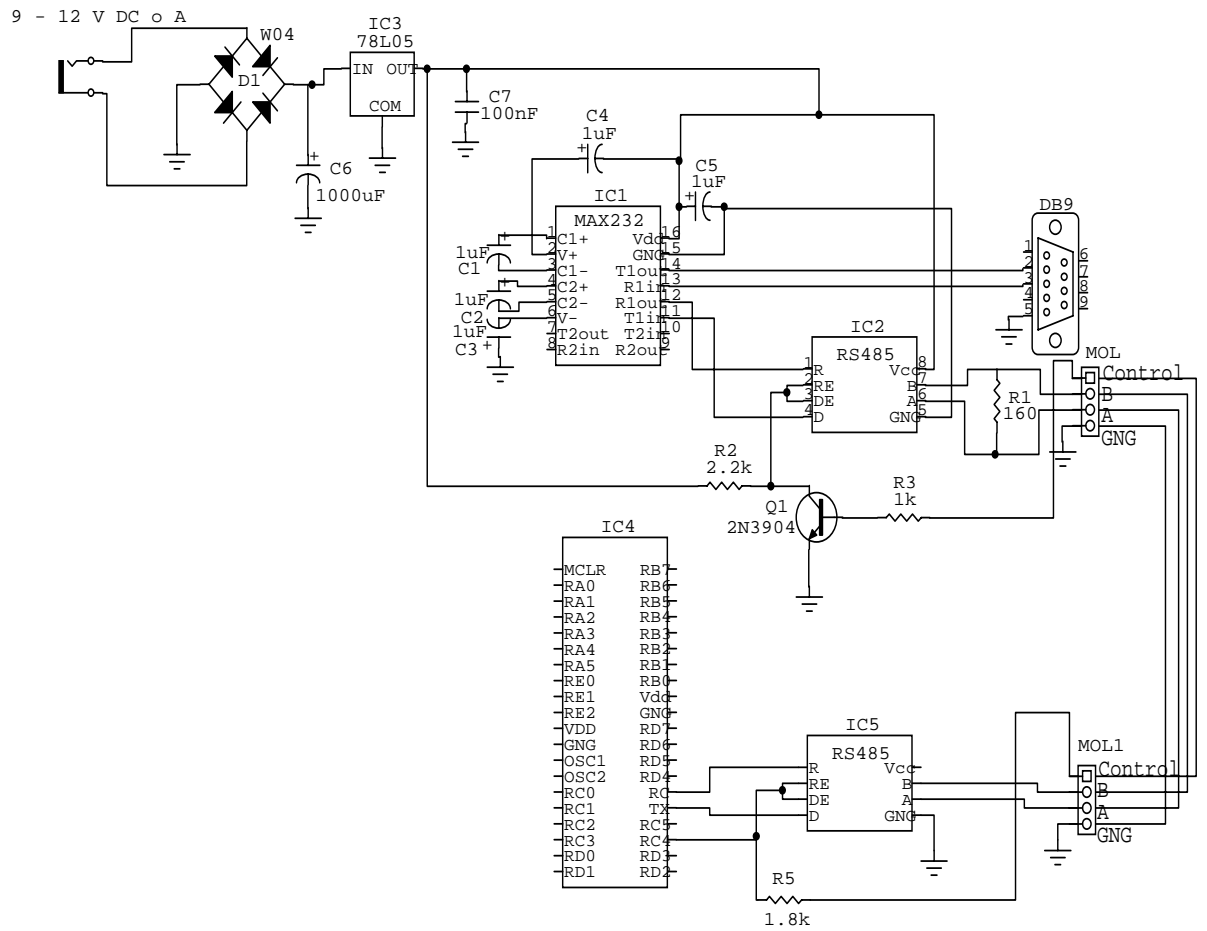 9 - 12 V DC o A
W04
D1
IC3
78L05
IN OUT
COM
C6
1000uF
C7
100nF
C4
1uF
C5
1uF
IC1
MAX232
1 C1+ Vdd 16
2 V+ GNG 15
3 C1- T1out 14
4 C2+ R1in 13
5 C2- R1out 12
6 V- T1in 11
7 T2out T2in 10
8 R2in R2out 9
1uF
C1
1uF
C2
1uF
C3
DB9
1
2
3
4
5
6
7
8
9
IC2
RS485
1 R Vcc 8
2 RE B 7
3 DE A 6
4 D GNG 5
R1
160
MOL
Control
B
A
GNG
R2
2.2k
Q1
2N3904
R3
1k
IC4
MCLR RB7
RA0 RB6
RA1 RB5
RA2 RB4
RA3 RB3
RA4 RB2
RA5 RB1
RE0 RB0
RE1 Vdd
RE2 GNG
VDD RD7
GNG RD6
OSC1 RD5
OSC2 RD4
RC0 RC
RC1 TX
RC2 RC5
RC3 RC4
RD0 RD3
RD1 RD2
IC5
RS485
R Vcc
RE B
DE A
D GNG
MOL1
Control
B
A
GNG
R5
1.8k